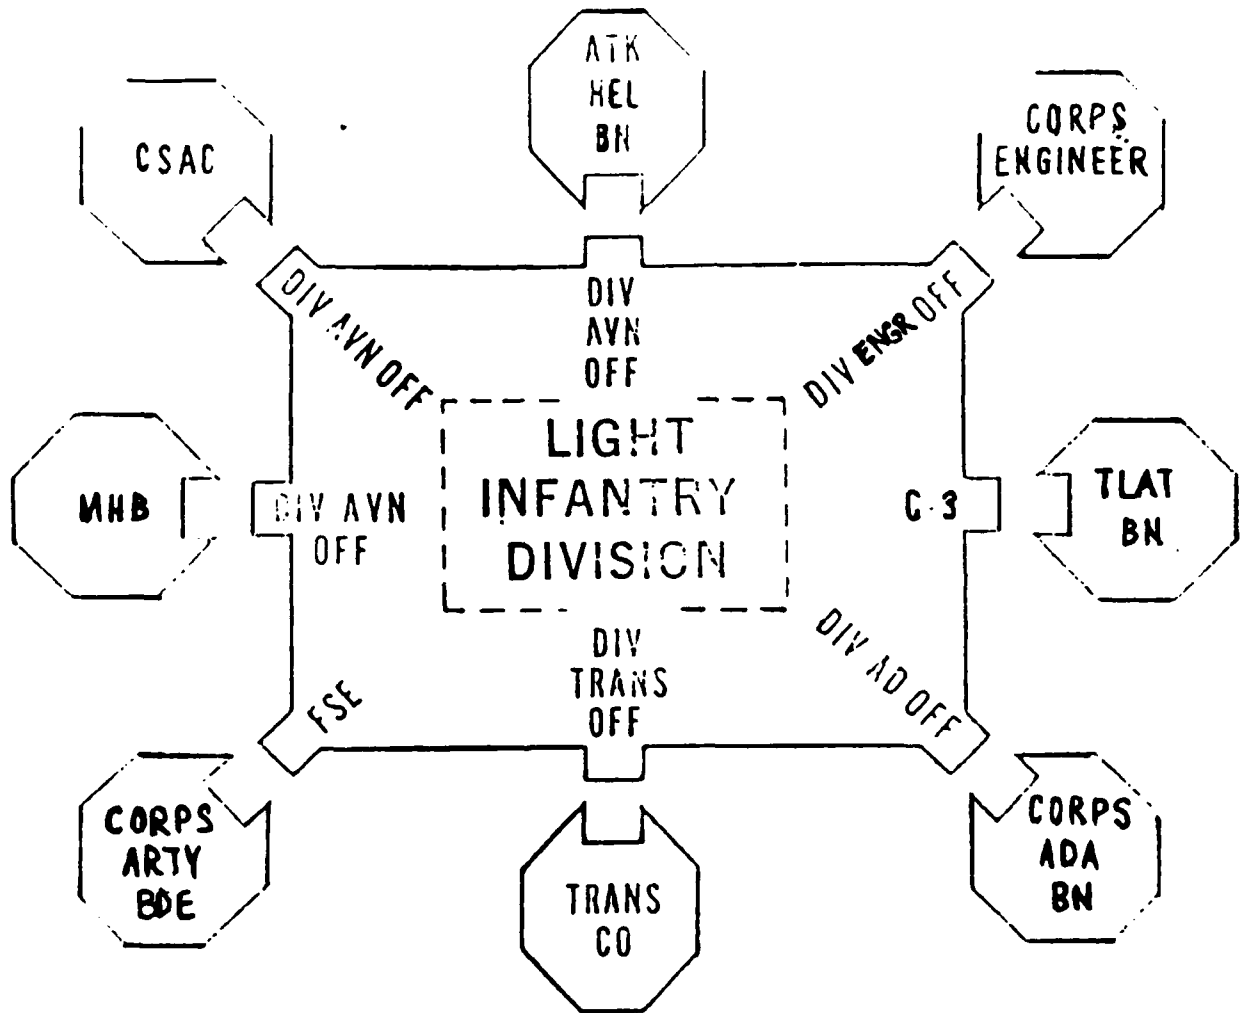 ATK
HEL
BN
CSAC
CORPS
ENGINEER
DIV AVN OFF
DIV
AVN
OFF
DIV ENGR OFF
MHB
DIV AVN
OFF
LIGHT
INFANTRY
DIVISION
G-3
TLAT
BN
FSE
DIV
TRANS
OFF
DIV AD OFF
CORPS
ARTY
BDE
TRANS
CO
CORPS
ADA
BN